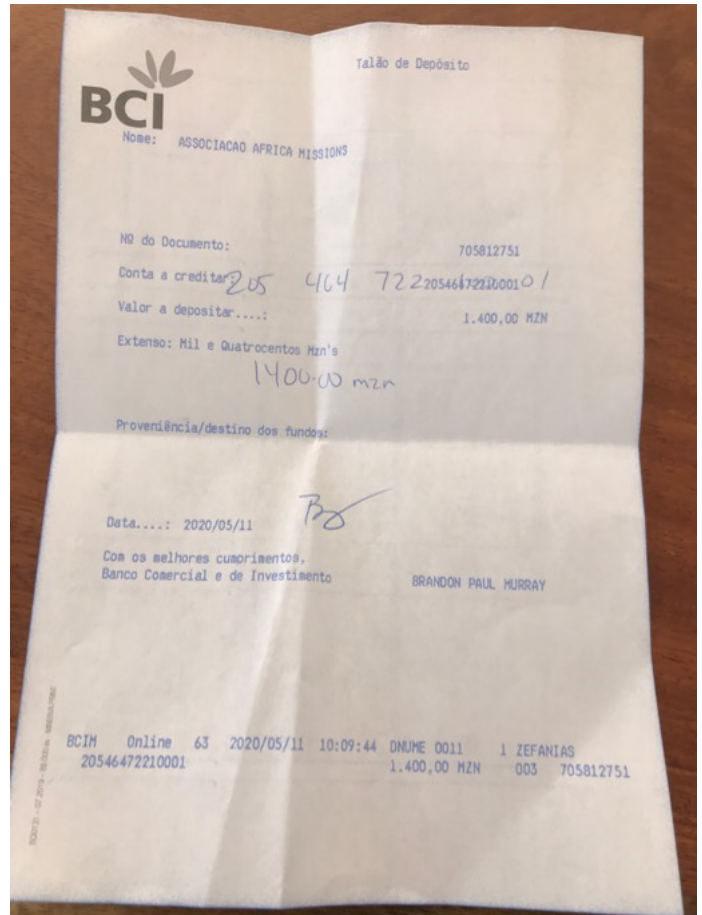 Talão de Depósito
BCI
Nome: ASSOCIACAO AFRICA MISSIONS
Nº do Documento: 705812751
Conta a creditar: 205 464 722 20546472210001 01
Valor a depositar....: 1.400,00 MZN
Extenso: Mil e Quatrocentos Mzn's
1400.00 mzn
Proveniência/destino dos fundos:
Data....: 2020/05/11
Com os melhores cumprimentos,
Banco Comercial e de Investimento BRANDON PAUL MURRAY
BCIM Online 63 2020/05/11 10:09:44 DNUME 0011 1 ZEFANIAS
20546472210001 1.400,00 MZN 003 705812751